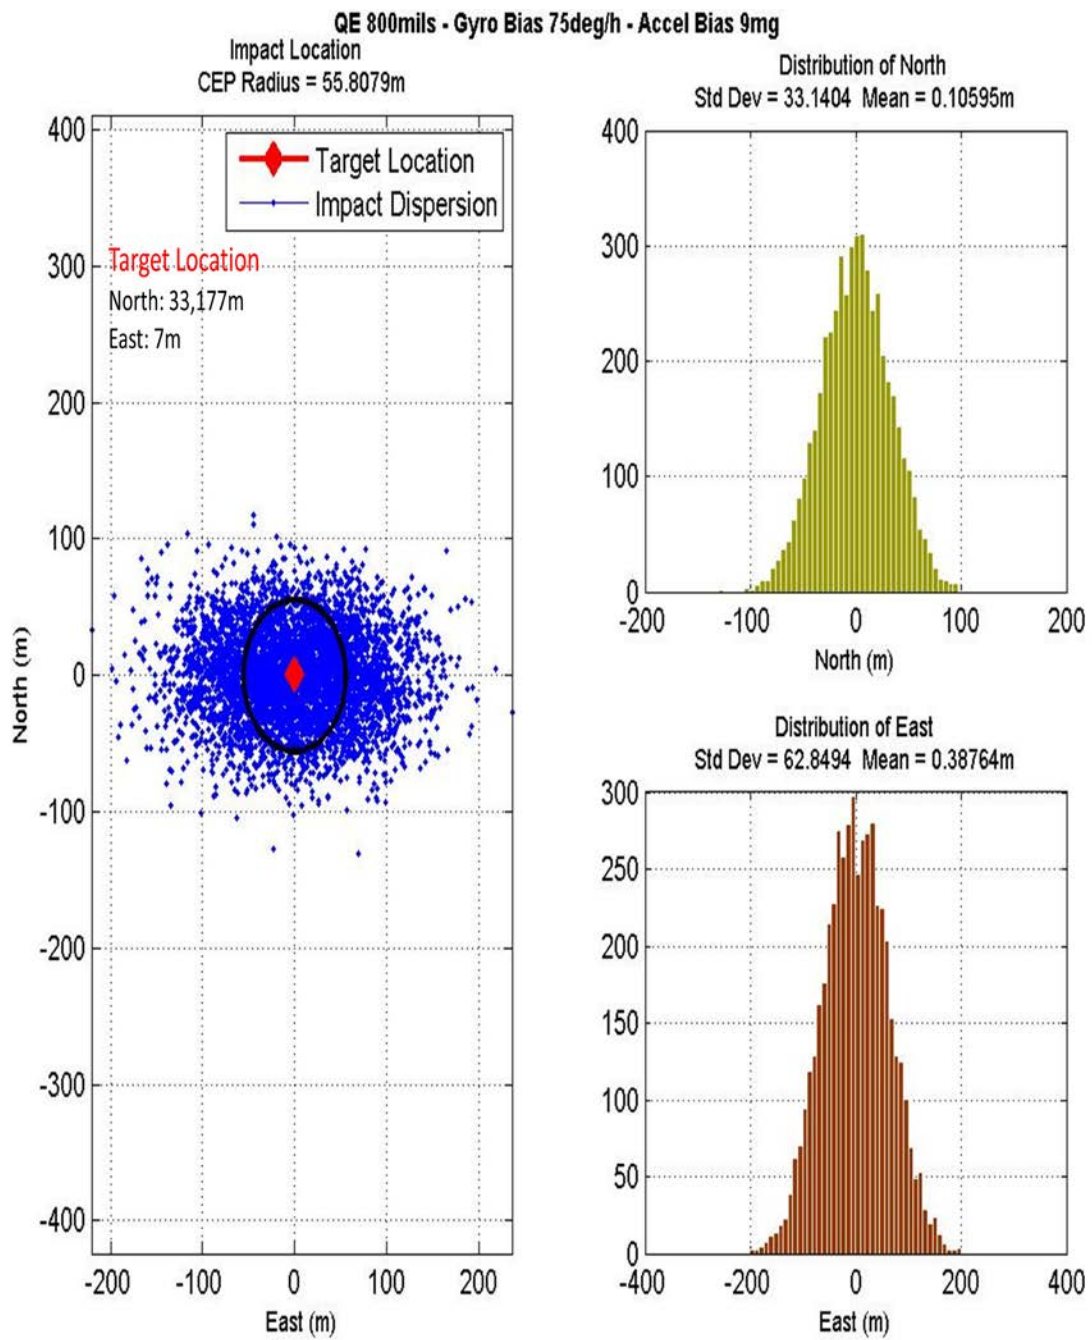 QE 800mils - Gyro Bias 75deg/h - Accel Bias 9mg
Impact Location
CEP Radius = 55.8079m
400
300
200
100
0
-100
-200
-300
-400
North (m)
Target Location
Impact Dispersion
Target Location
North: 33,177m
East: 7m
-200
-100
0
100
200
East (m)
Distribution of North
Std Dev = 33.1404 Mean = 0.10595m
400
300
200
100
0
-200
-100
0
100
200
North (m)
Distribution of East
Std Dev = 62.8494 Mean = 0.38764m
300
250
200
150
100
50
0
-400
-200
0
200
400
East (m)